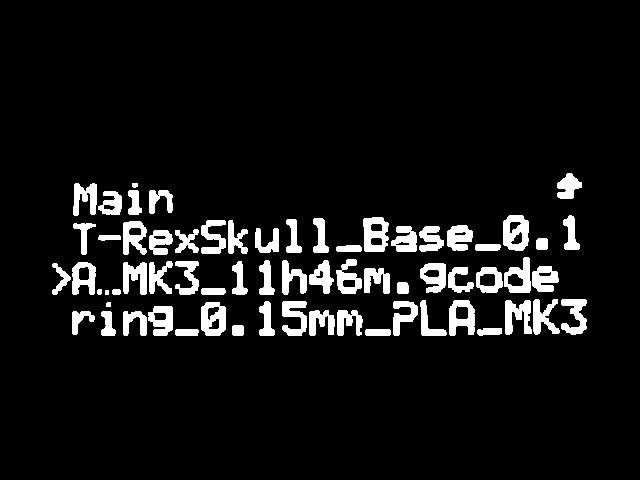 Main
T-RexSkull_Base_0.1
>A…MK3_11h46m.gcode
ring_0.15mm_PLA_MK3